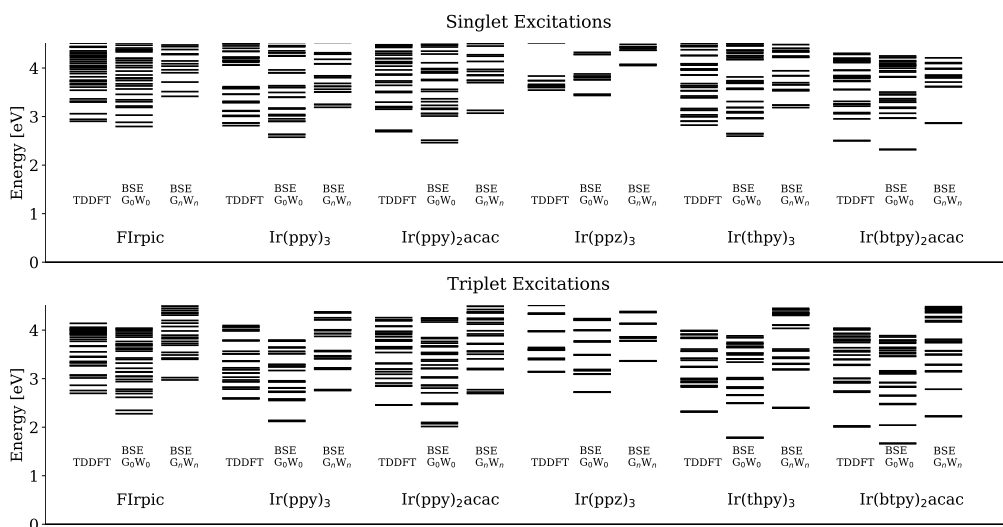 Singlet Excitations
Energy [eV]
4
3
2
1
0
TDDFT BSE G₀W₀ BSE GₙWₙ TDDFT BSE G₀W₀ BSE GₙWₙ TDDFT BSE G₀W₀ BSE GₙWₙ TDDFT BSE G₀W₀ BSE GₙWₙ TDDFT BSE G₀W₀ BSE GₙWₙ TDDFT BSE G₀W₀ BSE GₙWₙ
FIrpic Ir(ppy)₃ Ir(ppy)₂acac Ir(ppz)₃ Ir(thpy)₃ Ir(btpy)₂acac
Triplet Excitations
Energy [eV]
4
3
2
1
0
TDDFT BSE G₀W₀ BSE GₙWₙ TDDFT BSE G₀W₀ BSE GₙWₙ TDDFT BSE G₀W₀ BSE GₙWₙ TDDFT BSE G₀W₀ BSE GₙWₙ TDDFT BSE G₀W₀ BSE GₙWₙ TDDFT BSE G₀W₀ BSE GₙWₙ
FIrpic Ir(ppy)₃ Ir(ppy)₂acac Ir(ppz)₃ Ir(thpy)₃ Ir(btpy)₂acac